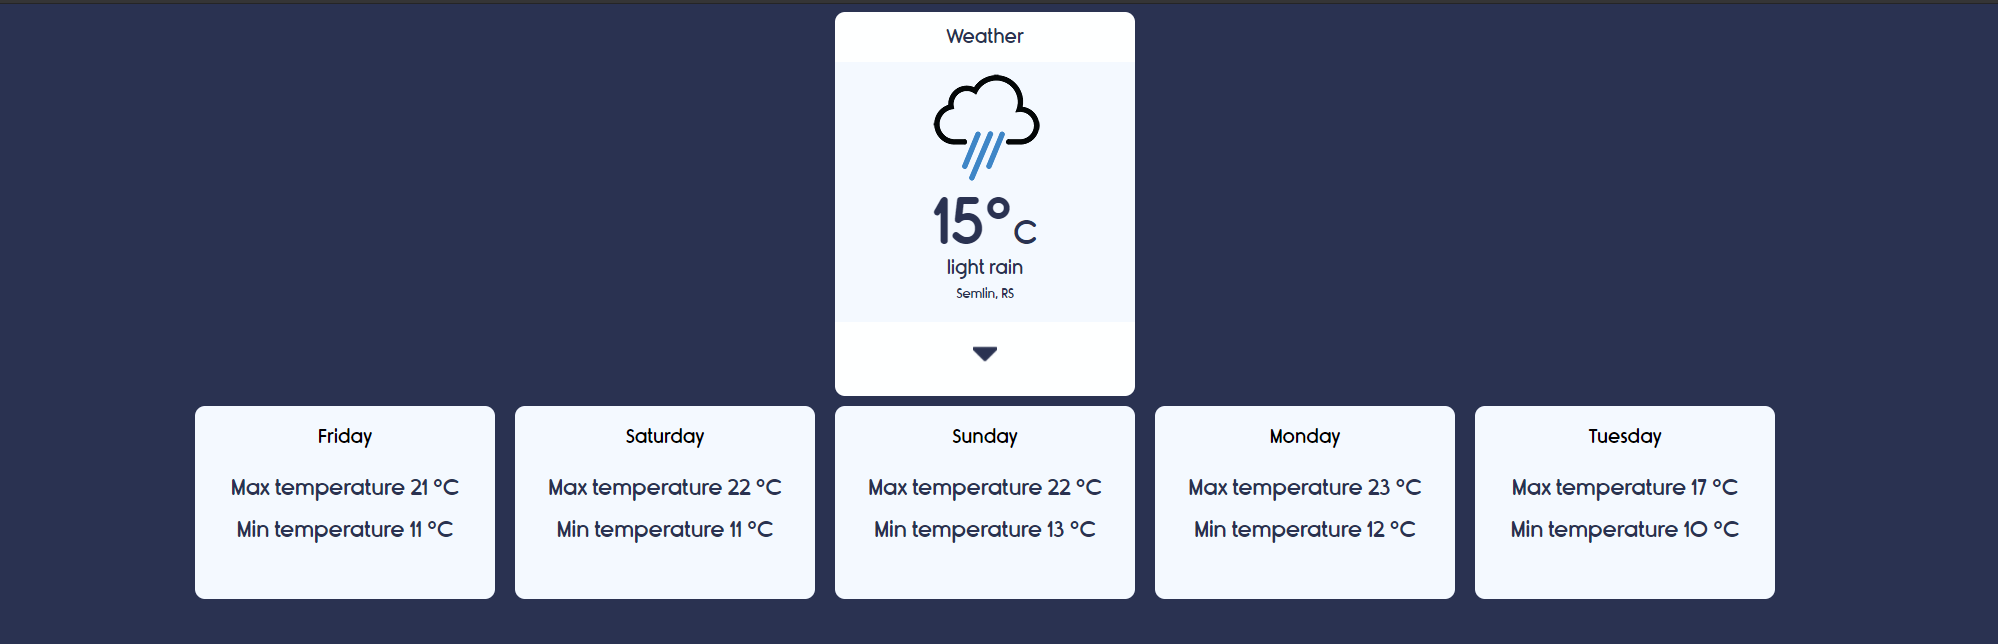 Weather
15° C
light rain
Semlin, RS
Friday
Max temperature 21 °C
Min temperature 11 °C
Saturday
Max temperature 22 °C
Min temperature 11 °C
Sunday
Max temperature 22 °C
Min temperature 13 °C
Monday
Max temperature 23 °C
Min temperature 12 °C
Tuesday
Max temperature 17 °C
Min temperature 10 °C